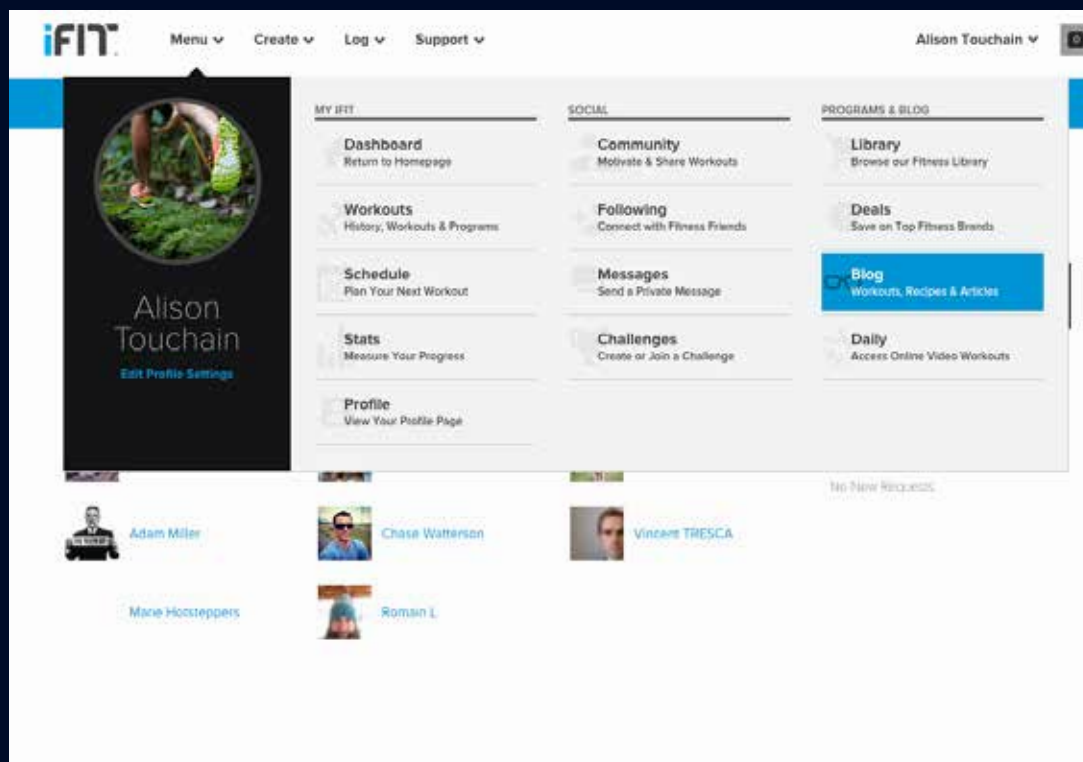 iFIT
Menu Create Log Support Alison Touchain 0
MY IFIT
Dashboard
Return to Homepage
Workouts
History, Workouts & Programs
Schedule
Plan Your Next Workout
Stats
Measure Your Progress
Profile
View Your Profile Page
SOCIAL
Community
Motivate & Share Workouts
Following
Connect with Fitness Friends
Messages
Send a Private Message
Challenges
Create or Join a Challenge
PROGRAMS & BLOG
Library
Browse our Fitness Library
Deals
Save on Top Fitness Brands
Blog
Workouts, Recipes & Articles
Daily
Access Online Video Workouts
Alison
Touchain
Edit Profile Settings
No New Requests
Adam Miller Chase Watterson Vincent TRESCA
Marie Hotsteppers Romain L